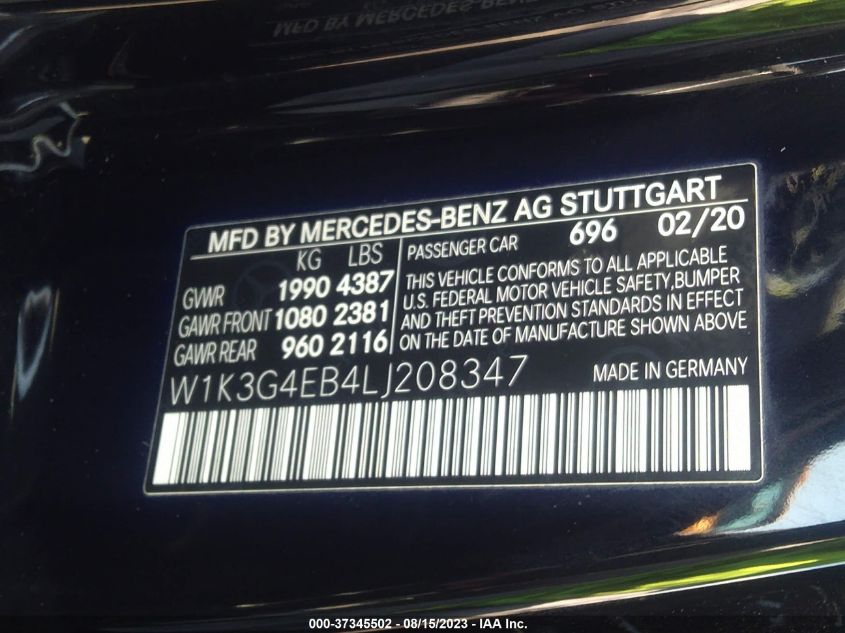 MFD BY MERCEDES-BENZ AG STUTTGART
696 02/20
KG LBS
GVWR 1990 4387
GAWR FRONT 1080 2381
GAWR REAR 960 2116
PASSENGER CAR
THIS VEHICLE CONFORMS TO ALL APPLICABLE
U.S. FEDERAL MOTOR VEHICLE SAFETY,BUMPER
AND THEFT PREVENTION STANDARDS IN EFFECT
ON THE DATE OF MANUFACTURE SHOWN ABOVE
W1K3G4EB4LJ208347
MADE IN GERMANY
000-37345502 - 08/15/2023 - IAA Inc.